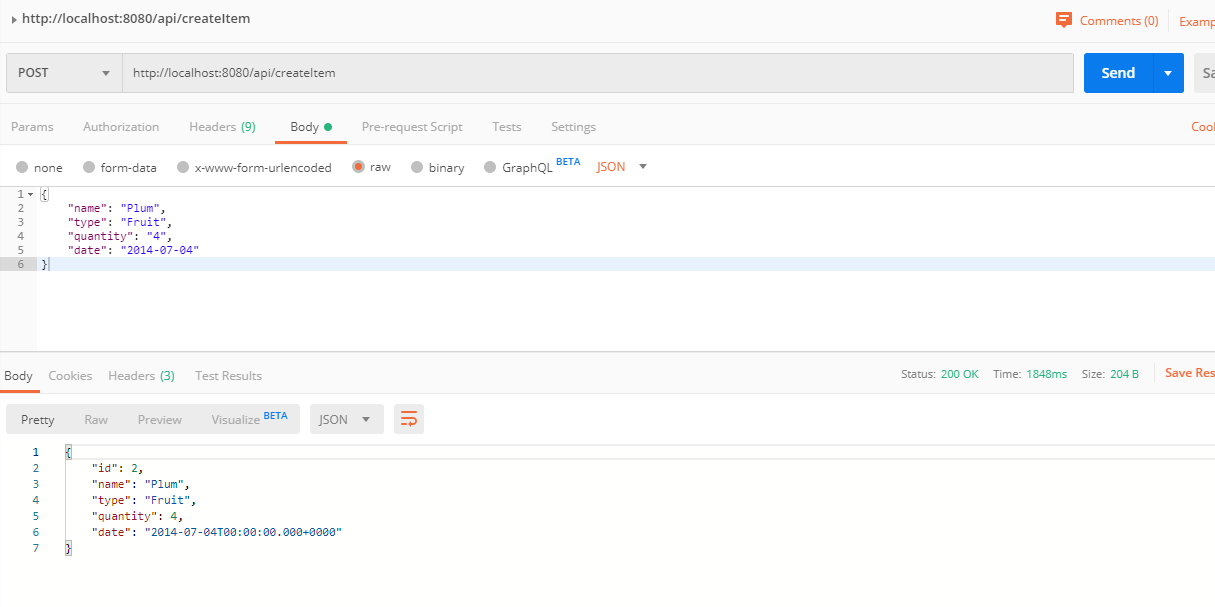 http://localhost:8080/api/createItem
Comments (0)
POST
http://localhost:8080/api/createItem
Send
Params Authorization Headers (9) Body Pre-request Script Tests Settings
none form-data x-www-form-urlencoded raw binary GraphQL BETA JSON
1 {
2 "name": "Plum",
3 "type": "Fruit",
4 "quantity": "4",
5 "date": "2014-07-04"
6 }
Body Cookies Headers (3) Test Results Status: 200 OK Time: 1848ms Size: 204 B Save Res
Pretty Raw Preview Visualize BETA JSON
1 {
2 "id": 2,
3 "name": "Plum",
4 "type": "Fruit",
5 "quantity": 4,
6 "date": "2014-07-04T00:00:00.000+0000"
7 }